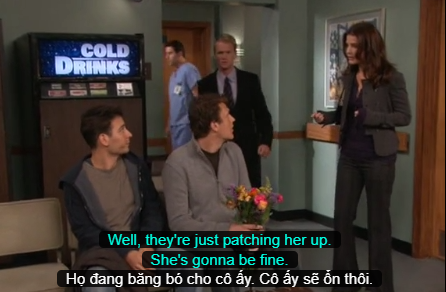 COLD
DRINKS
Well, they're just patching her up.
She's gonna be fine.
Họ đang băng bó cho cô ấy. Cô ấy sẽ ổn thôi.